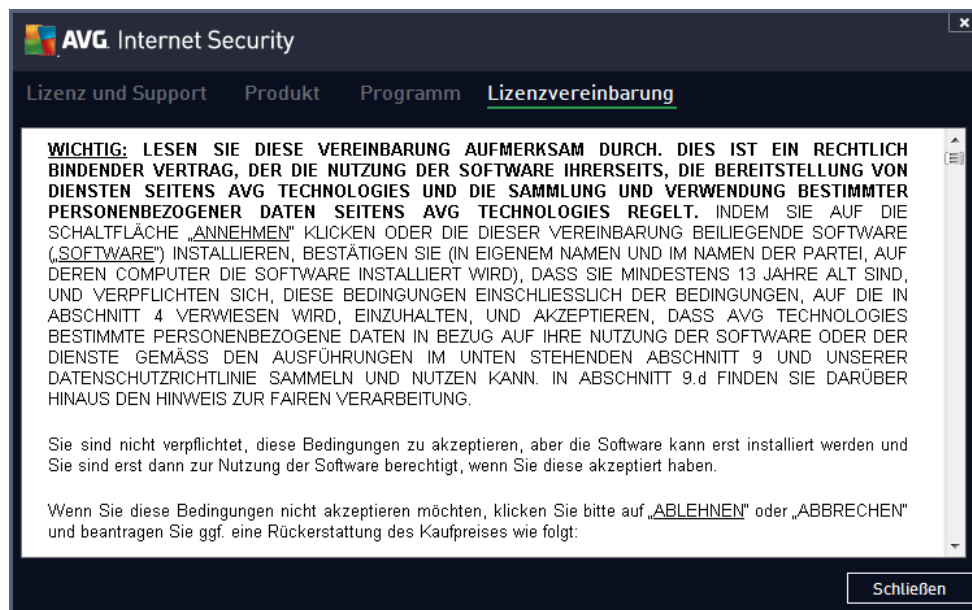 AVG. Internet Security
Lizenz und Support Produkt Programm Lizenzvereinbarung
WICHTIG: LESEN SIE DIESE VEREINBARUNG AUFMERKSAM DURCH. DIES IST EIN RECHTLICH
BINDENDER VERTRAG, DER DIE NUTZUNG DER SOFTWARE IHRERSEITS, DIE BEREITSTELLUNG VON
DIENSTEN SEITENS AVG TECHNOLOGIES UND DIE SAMMLUNG UND VERWENDUNG BESTIMMTER
PERSONENBEZOGENER DATEN SEITENS AVG TECHNOLOGIES REGELT. INDEM SIE AUF DIE
SCHALTFLÄCHE „ANNEHMEN" KLICKEN ODER DIE DIESER VEREINBARUNG BEILIEGENDE SOFTWARE
(„SOFTWARE") INSTALLIEREN, BESTÄTIGEN SIE (IN EIGENEM NAMEN UND IM NAMEN DER PARTEI, AUF
DEREN COMPUTER DIE SOFTWARE INSTALLIERT WIRD), DASS SIE MINDESTENS 13 JAHRE ALT SIND,
UND VERPFLICHTEN SICH, DIESE BEDINGUNGEN EINSCHLIESSLICH DER BEDINGUNGEN, AUF DIE IN
ABSCHNITT 4 VERWIESEN WIRD, EINZUHALTEN, UND AKZEPTIEREN, DASS AVG TECHNOLOGIES
BESTIMMTE PERSONENBEZOGENE DATEN IN BEZUG AUF IHRE NUTZUNG DER SOFTWARE ODER DER
DIENSTE GEMÄSS DEN AUSFÜHRUNGEN IM UNTEN STEHENDEN ABSCHNITT 9 UND UNSERER
DATENSCHUTZRICHTLINIE SAMMELN UND NUTZEN KANN. IN ABSCHNITT 9.d FINDEN SIE DARÜBER
HINAUS DEN HINWEIS ZUR FAIREN VERARBEITUNG.
Sie sind nicht verpflichtet, diese Bedingungen zu akzeptieren, aber die Software kann erst installiert werden und
Sie sind erst dann zur Nutzung der Software berechtigt, wenn Sie diese akzeptiert haben.
Wenn Sie diese Bedingungen nicht akzeptieren möchten, klicken Sie bitte auf „ABLEHNEN" oder „ABBRECHEN"
und beantragen Sie ggf. eine Rückerstattung des Kaufpreises wie folgt:
Schließen